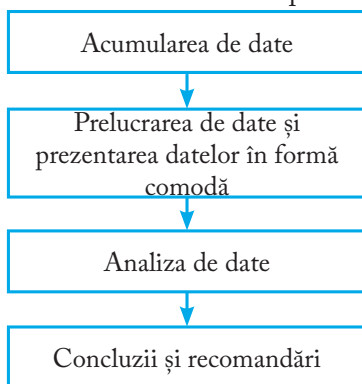 Acumularea de date
Prelucrarea de date și
prezentarea datelor în formă
comodă
Analiza de date
Concluzii și recomandări